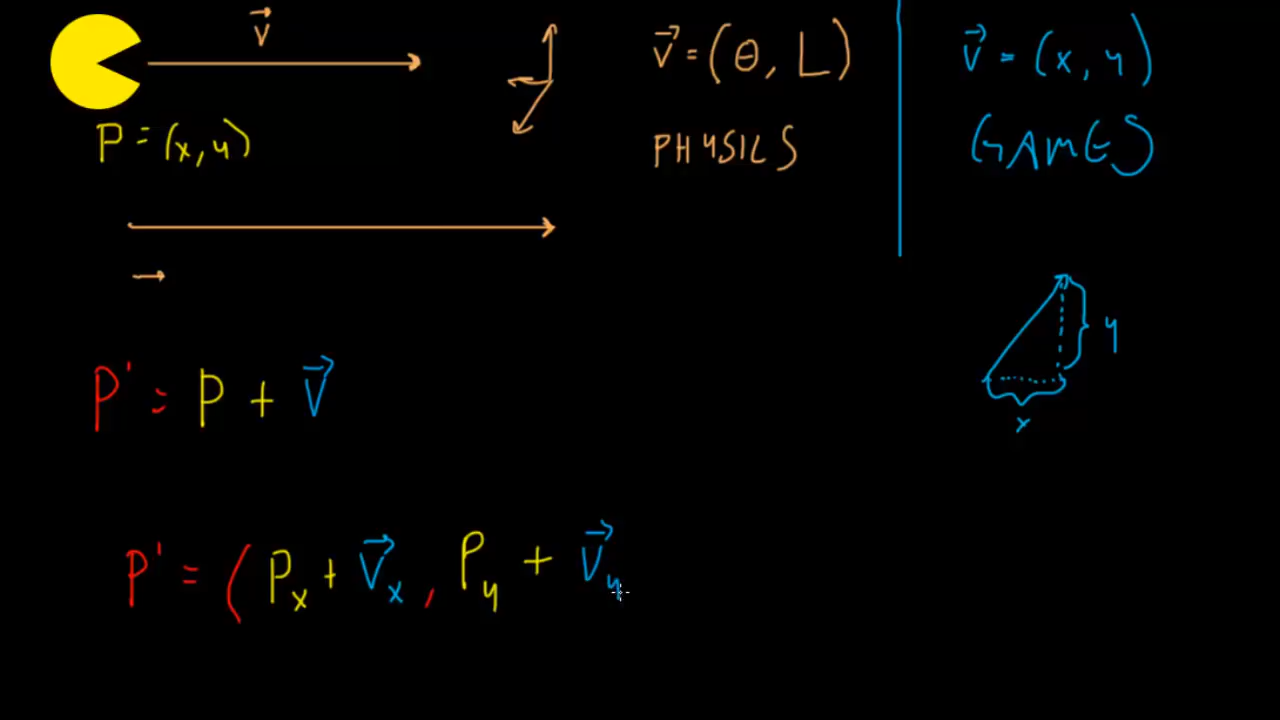 v⃗
v⃗ = (θ, L)
v⃗ = (x, y)
P = (x, y)
PHYSICS
GAMES
y
x
P' = P + V⃗
P' = ( Pₓ + V⃗ₓ, Py + V⃗y